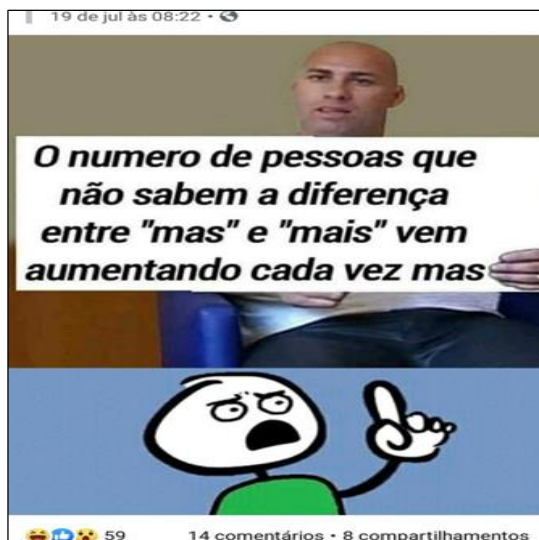 19 de jul às 08:22 •
O numero de pessoas que
não sabem a diferença
entre "mas" e "mais" vem
aumentando cada vez mas
59 14 comentários • 8 compartilhamentos